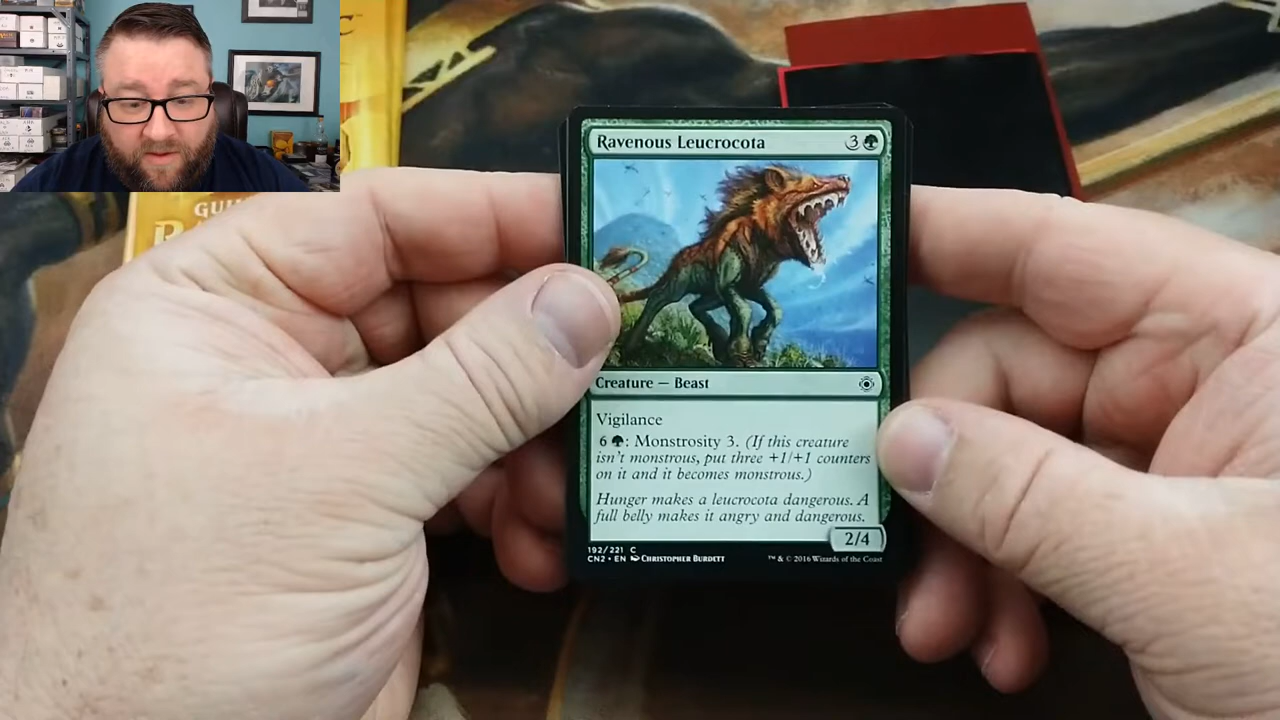 GUIL
Ravenous Leucrocota 3
Creature — Beast
Vigilance
6 : Monstrosity 3. (If this creature
isn't monstrous, put three +1/+1 counters
on it and it becomes monstrous.)
Hunger makes a leucrocota dangerous. A
full belly makes it angry and dangerous.
2/4
192/221 C
CN2 • EN Christopher Burdett
™ & © 2016 Wizards of the Coast